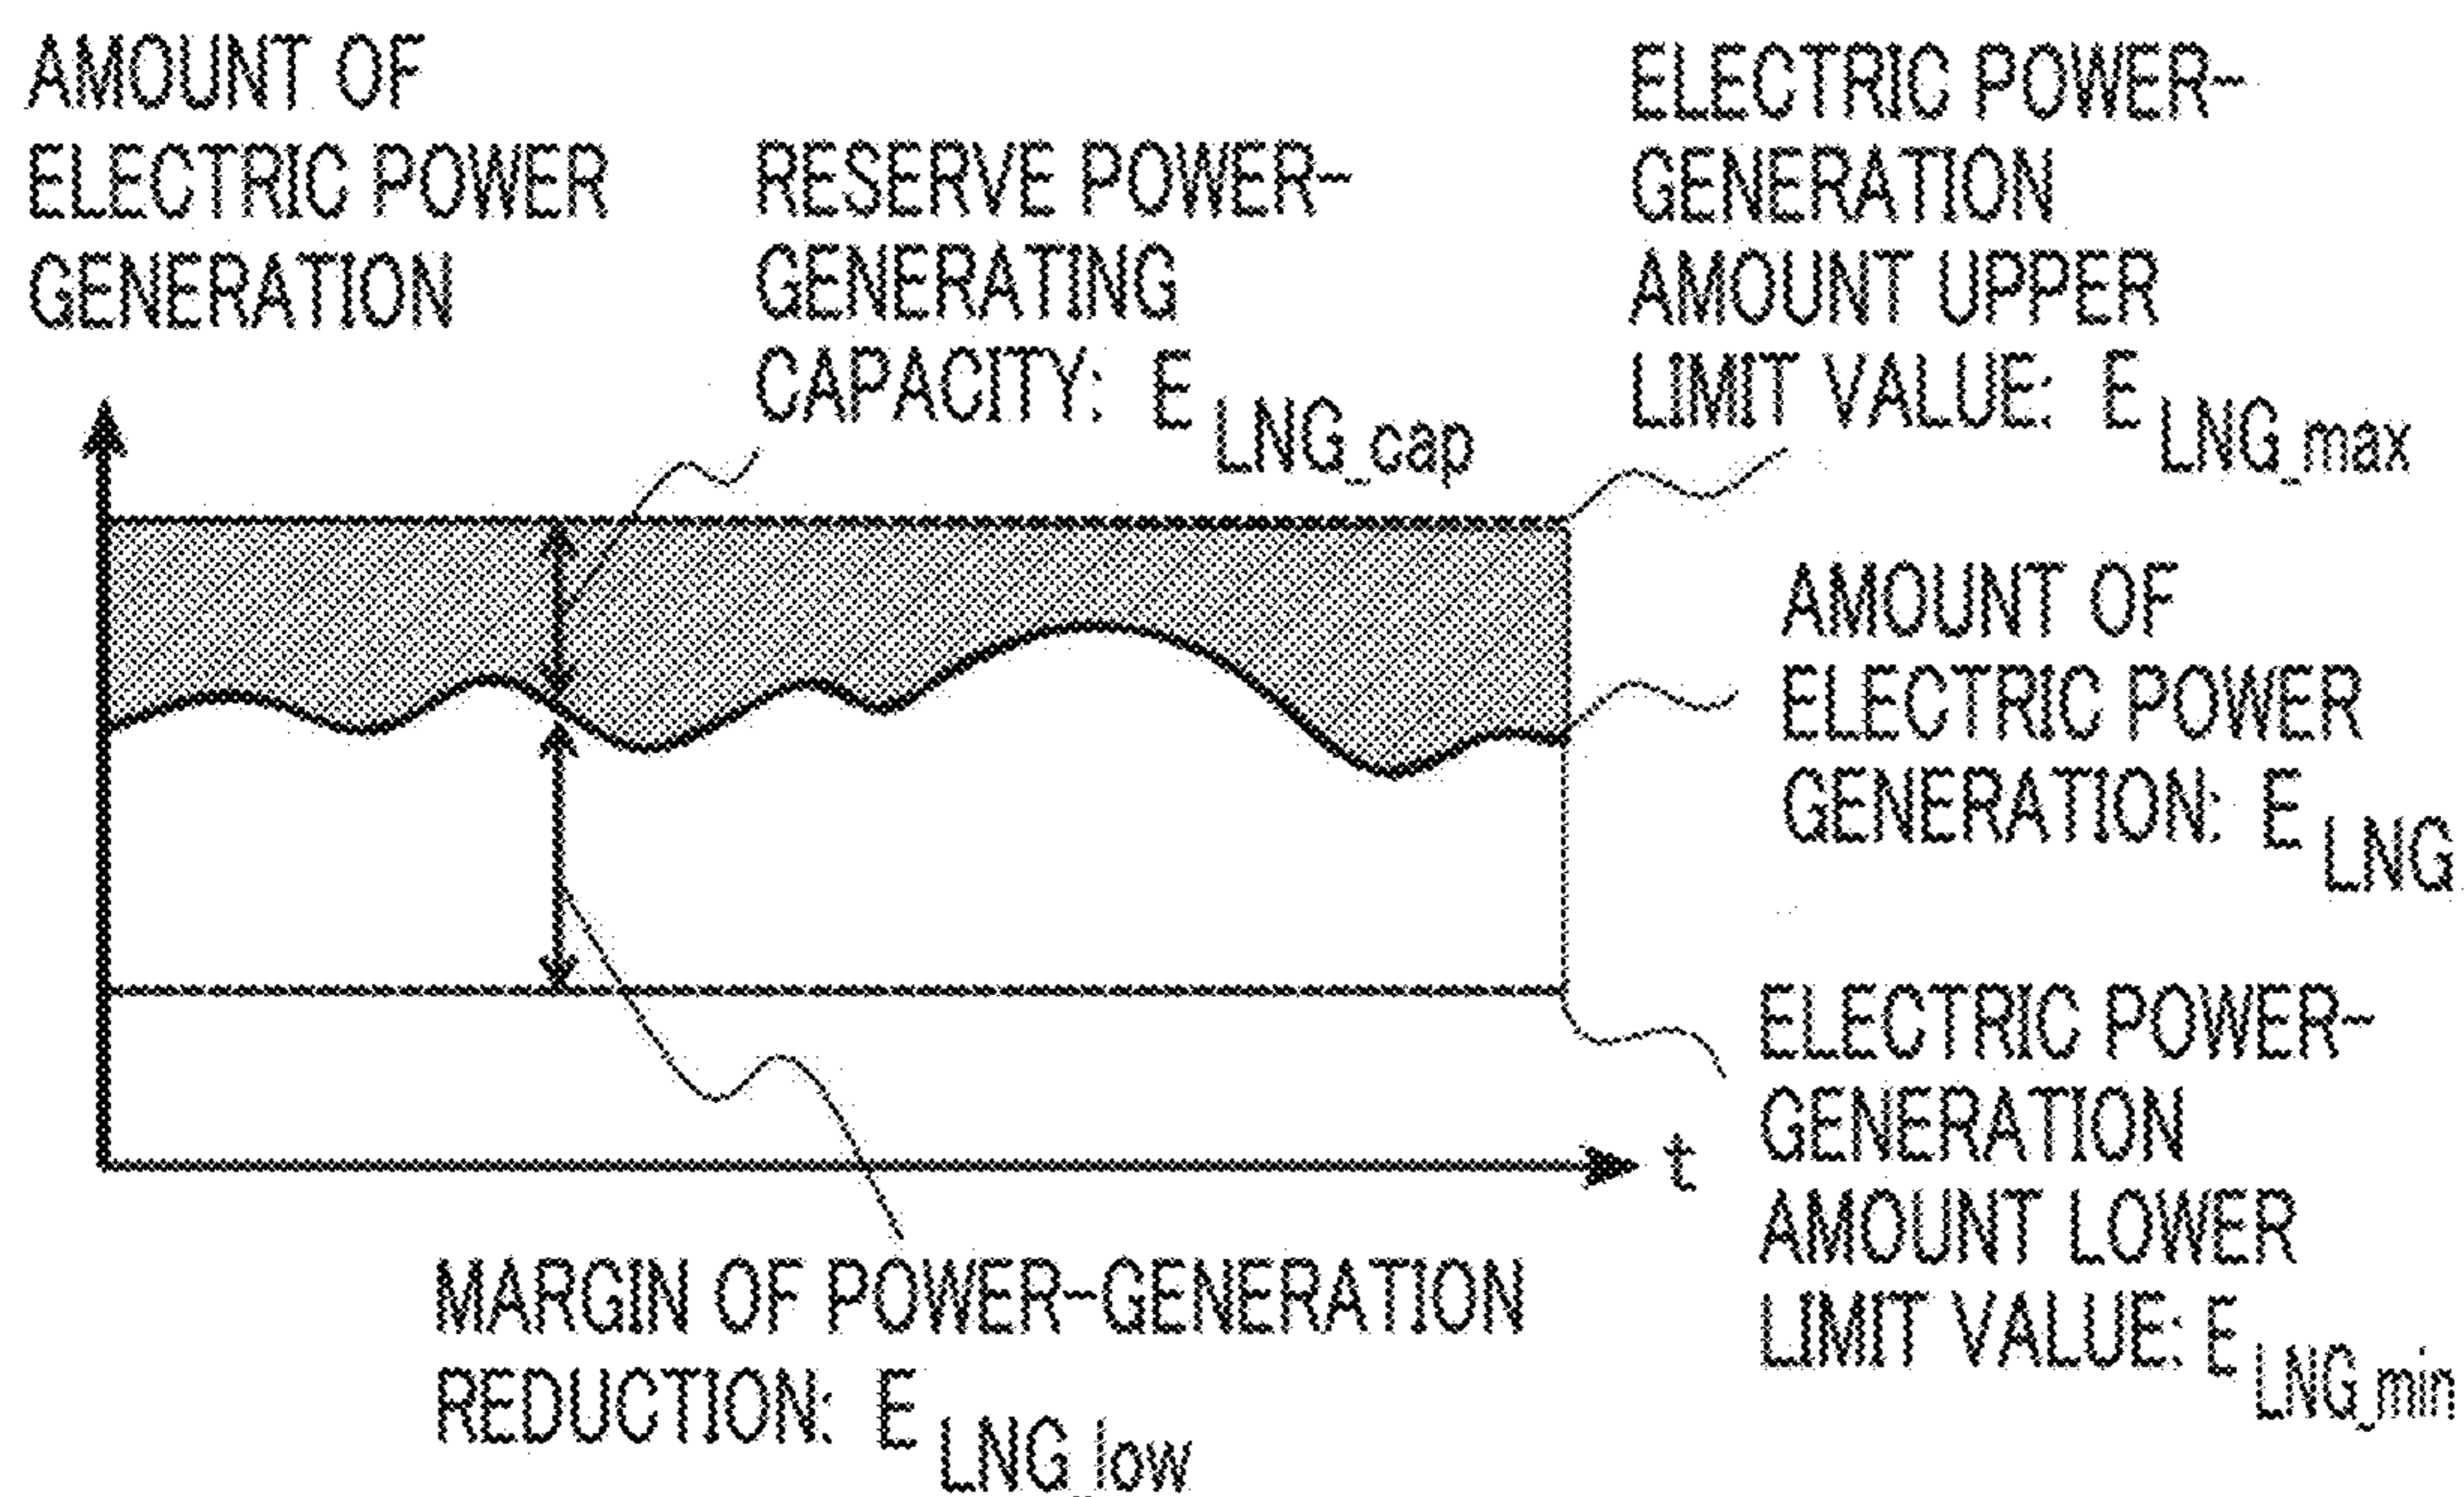 AMOUNT OF
ELECTRIC POWER
GENERATION
RESERVE POWER-
GENERATING
CAPACITY: E LNG_cap
ELECTRIC POWER-
GENERATION
AMOUNT UPPER
LIMIT VALUE: E LNG_max
AMOUNT OF
ELECTRIC POWER
GENERATION: E LNG
ELECTRIC POWER-
GENERATION
AMOUNT LOWER
LIMIT VALUE: E LNG_min
t
MARGIN OF POWER-GENERATION
REDUCTION: E LNG_low